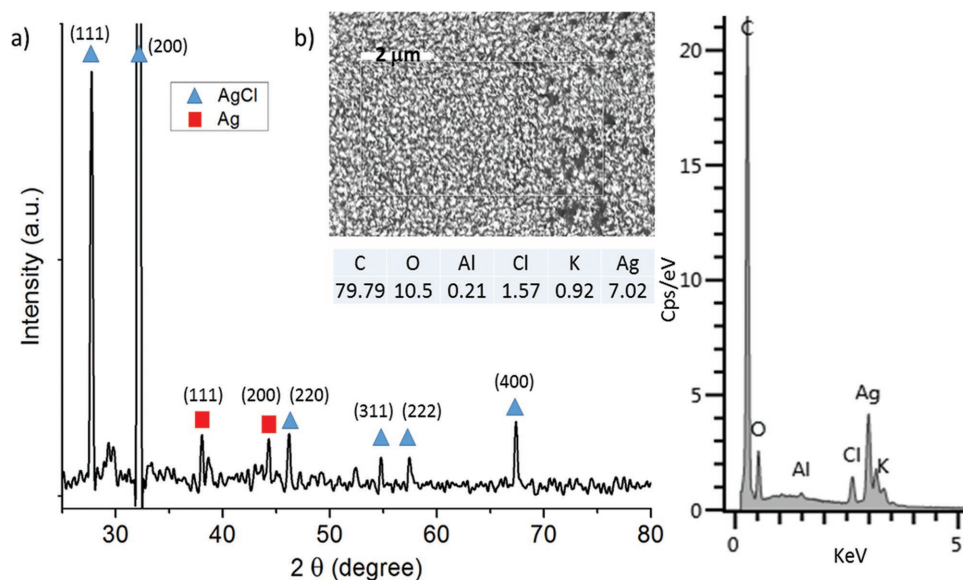 a)
(111)
(200)
AgCl
Ag
(111)
(200)
(220)
(311)
(222)
(400)
Intensity (a.u.)
30 40 50 60 70 80
2 θ (degree)
b)
2 μm
C O Al Cl K Ag
79.79 10.5 0.21 1.57 0.92 7.02
C
O
Al
Cl
Ag
K
Cps/eV
20
15
10
5
0
0 5
KeV